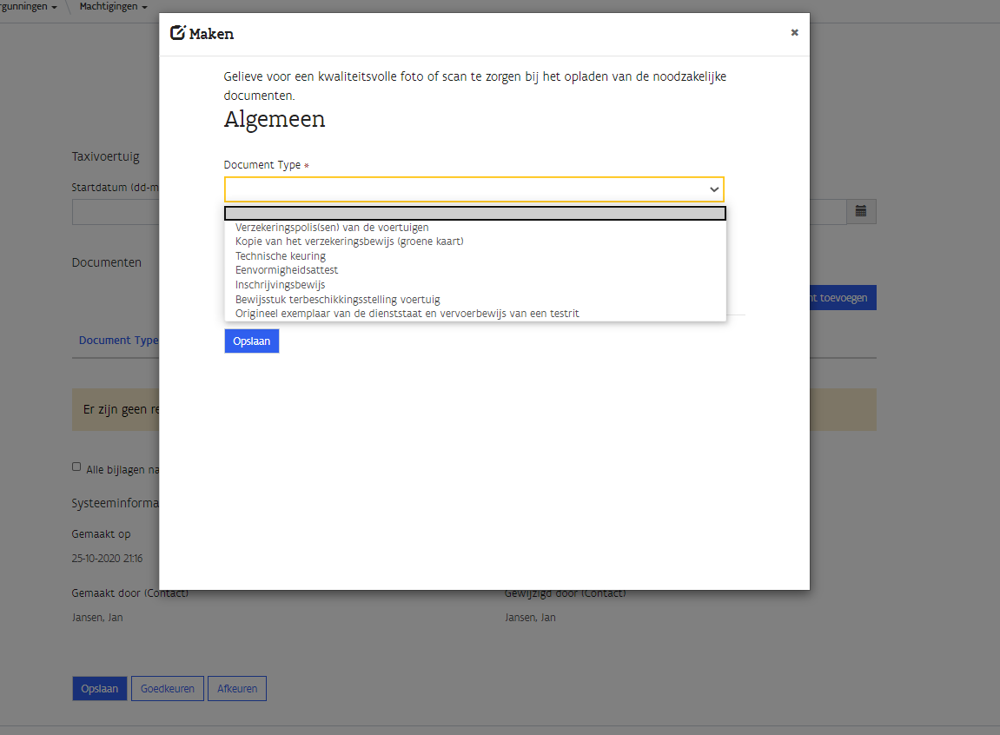 Machtigingen
Maken
Gelieve voor een kwaliteitsvolle foto of scan te zorgen bij het opladen van de noodzakelijke
documenten.
Algemeen
Document Type *
Verzekeringspolis(sen) van de voertuigen
Kopie van het verzekeringsbewijs (groene kaart)
Technische keuring
Eenvormigheidsattest
Inschrijvingsbewijs
Bewijsstuk terbeschikkingsstelling voertuig
Origineel exemplaar van de dienststaat en vervoerbewijs van een testrit
Opslaan
Taxivoertuig
Startdatum (dd-m
Documenten
toevoegen
Document Type
Er zijn geen re
Alle bijlagen na
Systeeminforma
Gemaakt op
25-10-2020 21:16
Gemaakt door (Contact)
Gewijzigd door (Contact)
Jansen, Jan
Jansen, Jan
Opslaan
Goedkeuren
Afkeuren